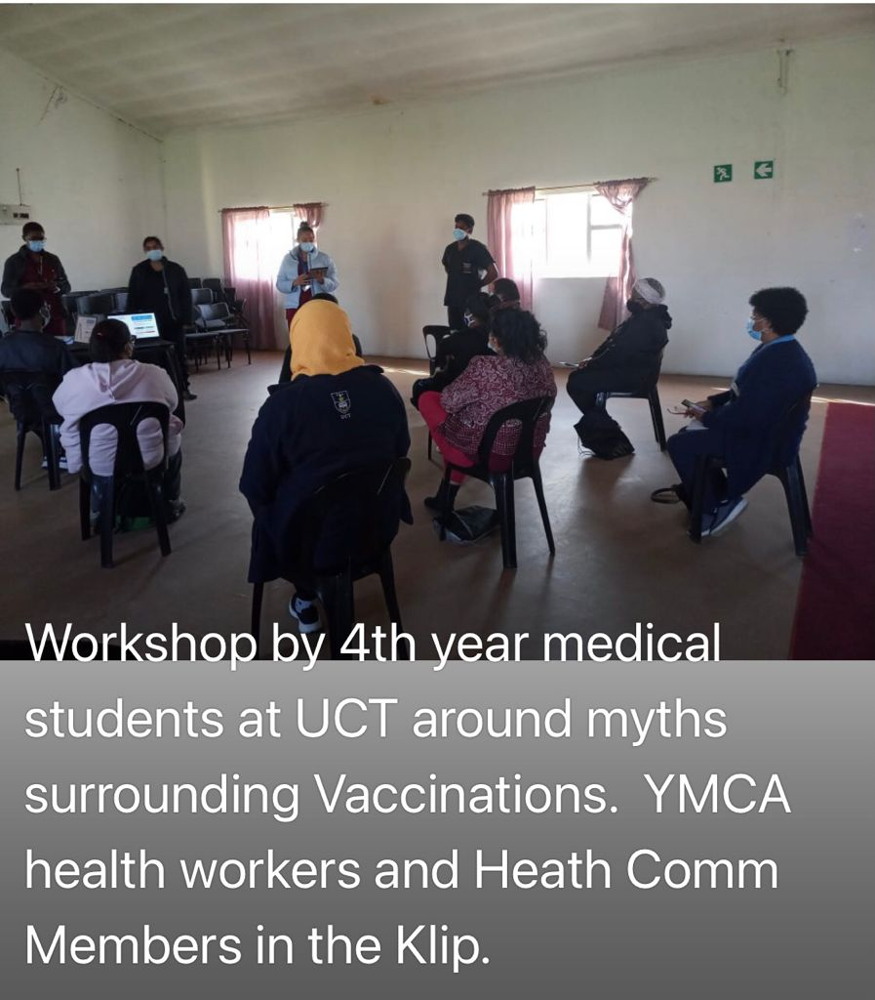 UCT
Workshop by 4th year medical
students at UCT around myths
surrounding Vaccinations.  YMCA
health workers and Heath Comm
Members in the Klip.